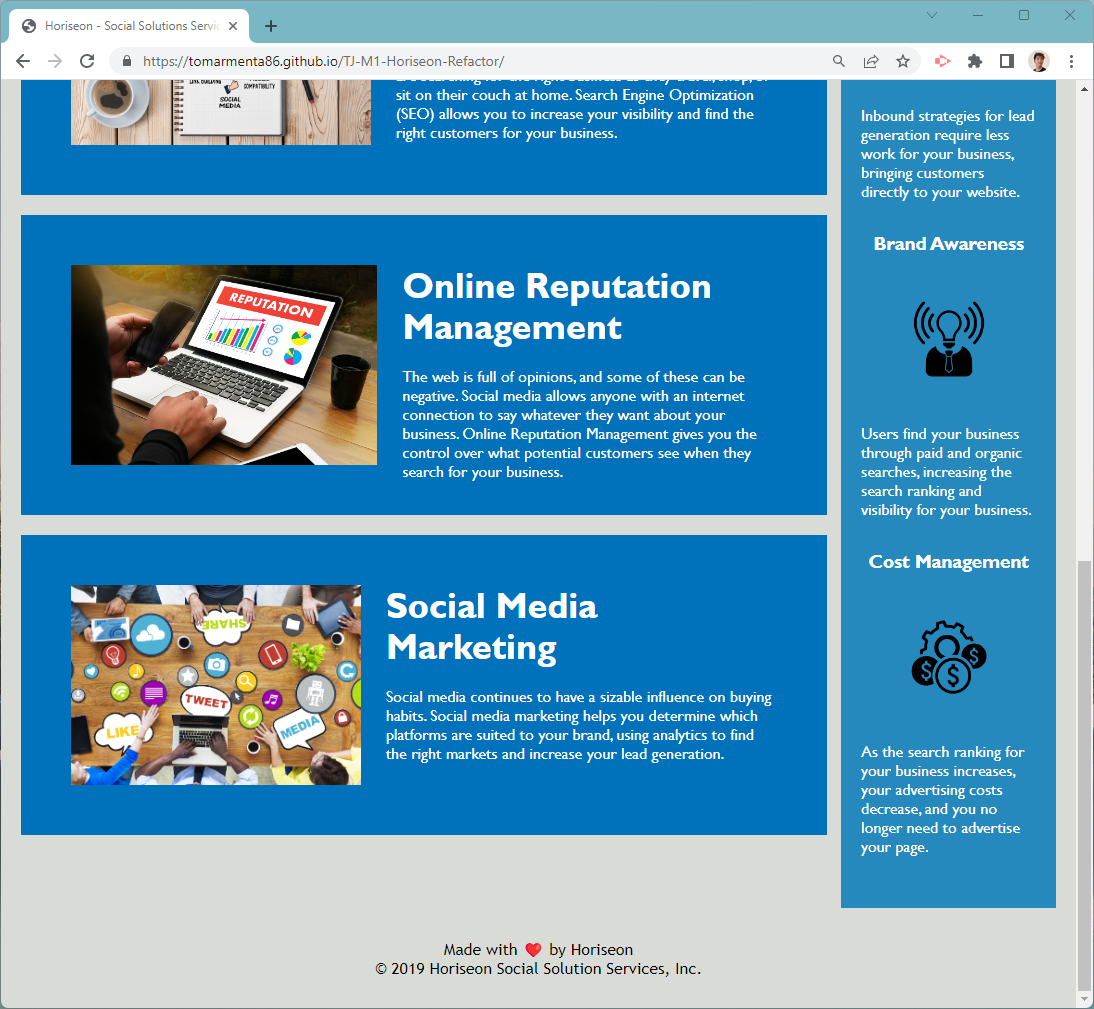 Horiseon - Social Solutions Servic
https://tomarmenta86.github.io/TJ-M1-Horiseon-Refactor/
LINK BUILDING
COMPATIBILITY
SOCIAL
MEDIA
sit on their couch at home. Search Engine Optimization
(SEO) allows you to increase your visibility and find the
right customers for your business.
REPUTATION
Online Reputation
Management
The web is full of opinions, and some of these can be
negative. Social media allows anyone with an internet
connection to say whatever they want about your
business. Online Reputation Management gives you the
control over what potential customers see when they
search for your business.
SHARE
TWEET
LIKE
MEDIA
Social Media
Marketing
Social media continues to have a sizable influence on buying
habits. Social media marketing helps you determine which
platforms are suited to your brand, using analytics to find
the right markets and increase your lead generation.
Inbound strategies for lead
generation require less
work for your business,
bringing customers
directly to your website.
Brand Awareness
Users find your business
through paid and organic
searches, increasing the
search ranking and
visibility for your business.
Cost Management
As the search ranking for
your business increases,
your advertising costs
decrease, and you no
longer need to advertise
your page.
Made with ❤️ by Horiseon
© 2019 Horiseon Social Solution Services, Inc.